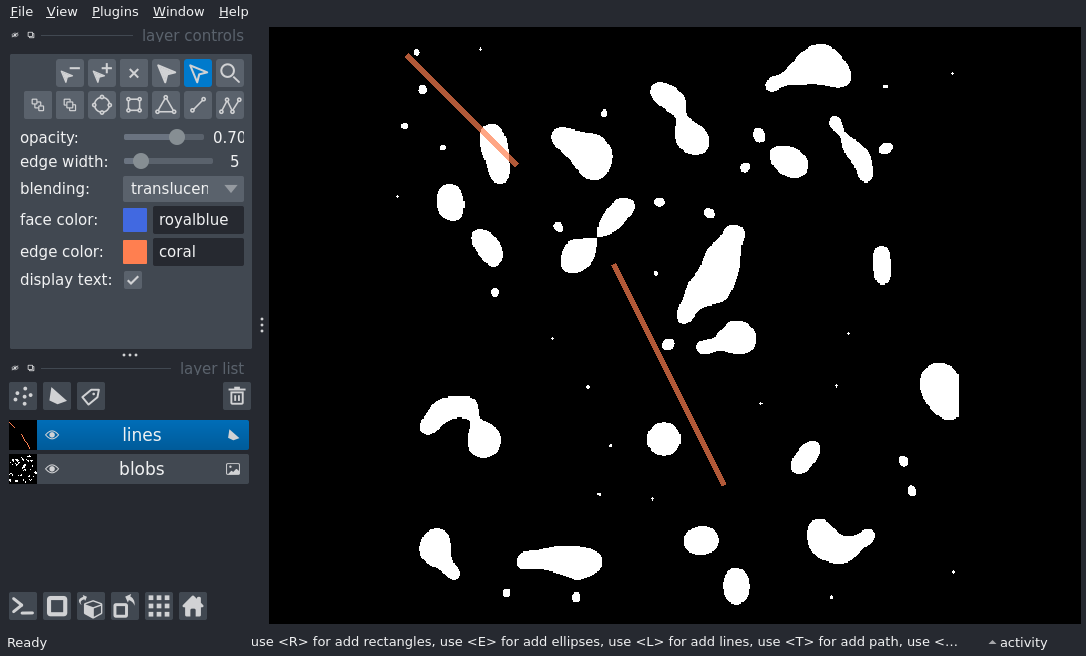 File View Plugins Window Help
layer controls
opacity: 0.70
edge width: 5
blending: translucen
face color: royalblue
edge color: coral
display text:
layer list
lines
blobs
Ready use <R> for add rectangles, use <E> for add ellipses, use <L> for add lines, use <T> for add path, use <... activity